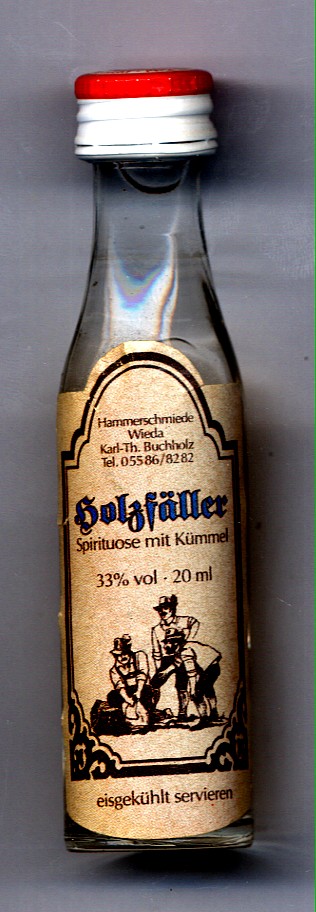 Hammerschmiede
Wieda
Karl-Th. Buchholz
Tel. 05586/8282
Holzfäller
Spirituose mit Kümmel
33% vol · 20 ml
eisgekühlt servieren